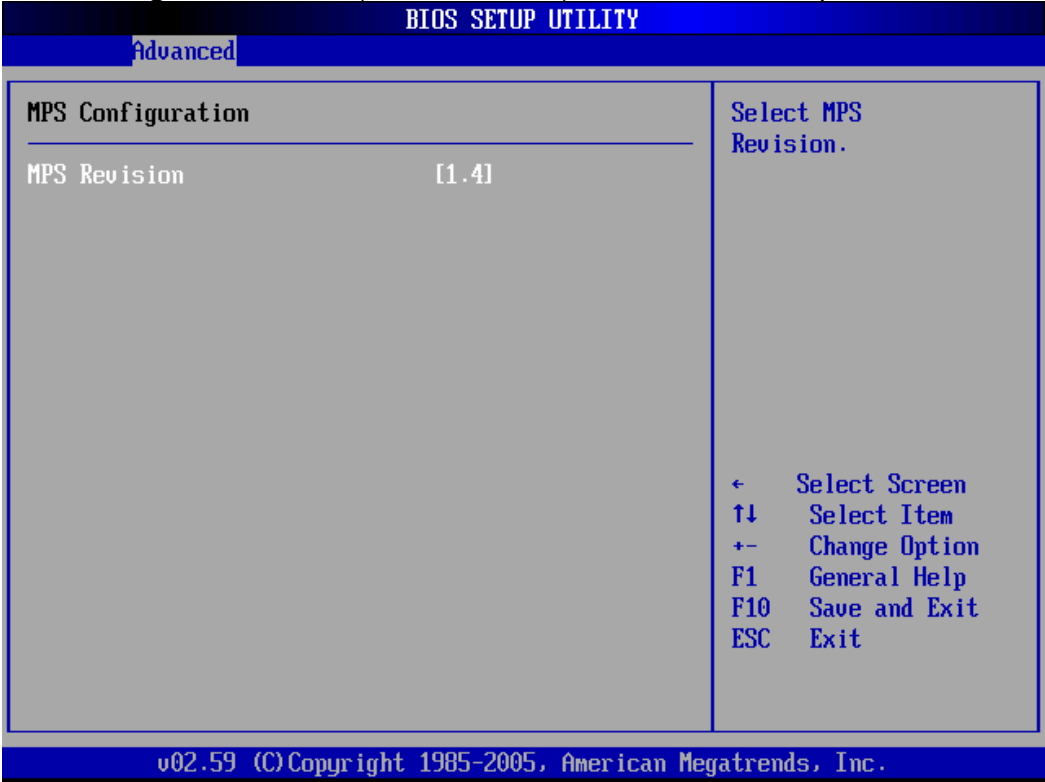 BIOS SETUP UTILITY
Advanced
MPS Configuration
MPS Revision [1.4]
Select MPS
Revision.
← Select Screen
↑↓ Select Item
+- Change Option
F1 General Help
F10 Save and Exit
ESC Exit
v02.59 (C)Copyright 1985-2005, American Megatrends, Inc.